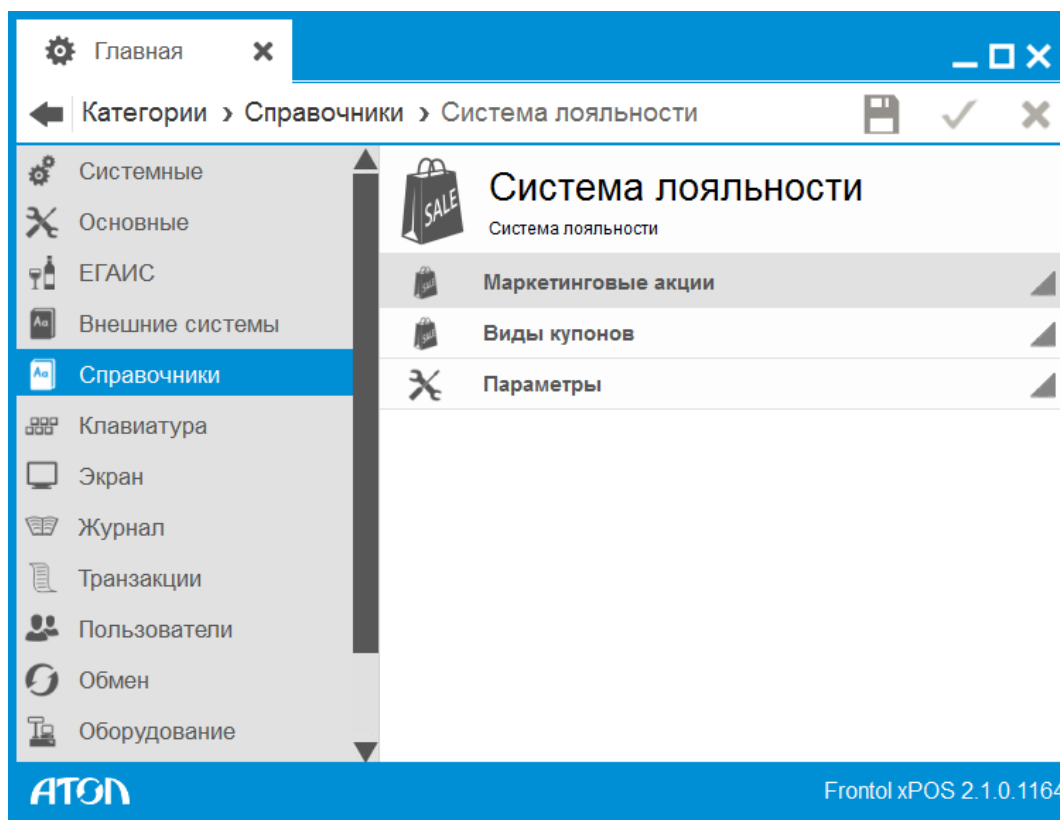 Главная
Категории › Справочники › Система лояльности
Системные
Основные
ЕГАИС
Внешние системы
Справочники
Клавиатура
Экран
Журнал
Транзакции
Пользователи
Обмен
Оборудование
SALE
Система лояльности
Система лояльности
Маркетинговые акции
Виды купонов
Параметры
АТОЛ
Frontol xPOS 2.1.0.1164